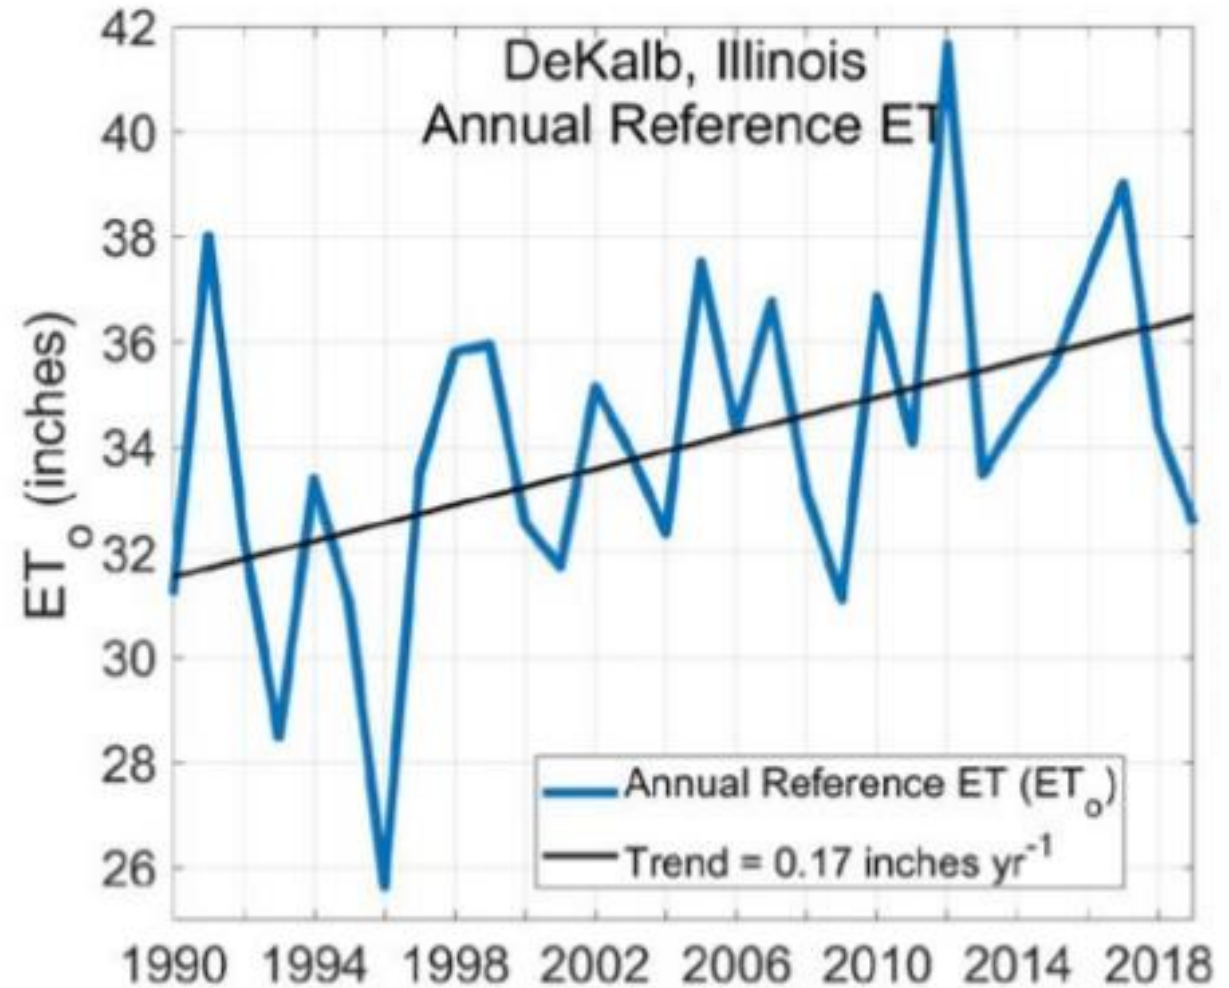 DeKalb, Illinois
Annual Reference ET
42
40
38
36
34
32
30
28
26
ETo (inches)
Annual Reference ET (ETo)
Trend = 0.17 inches yr-1
1990 1994 1998 2002 2006 2010 2014 2018